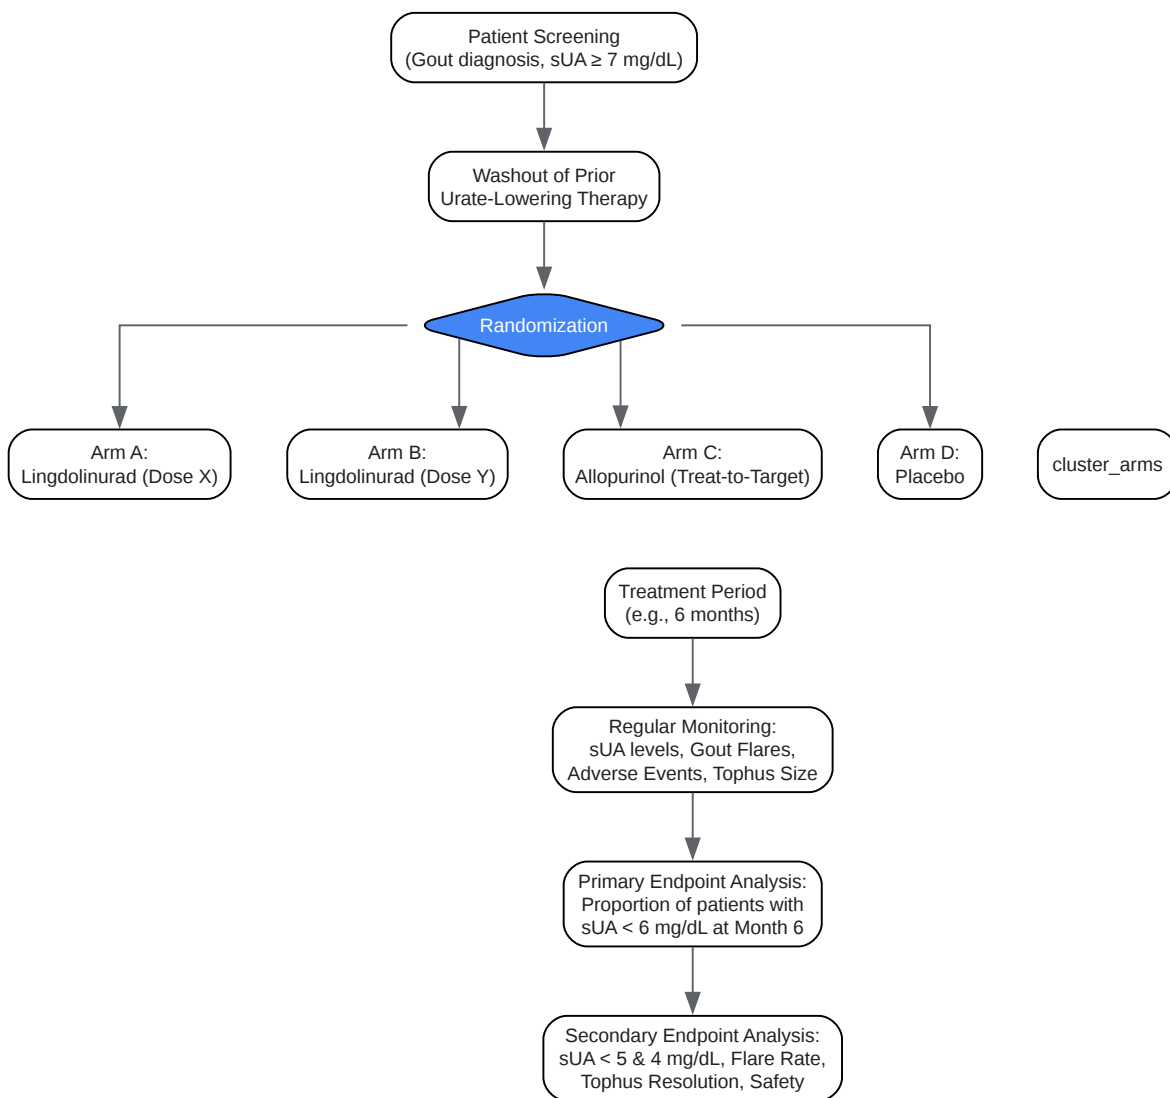 Patient Screening
(Gout diagnosis, sUA ≥ 7 mg/dL)
Washout of Prior
Urate-Lowering Therapy
Randomization
Arm A:
Lingdolinurad (Dose X)
Arm B:
Lingdolinurad (Dose Y)
Arm C:
Allopurinol (Treat-to-Target)
Arm D:
Placebo
cluster_arms
Treatment Period
(e.g., 6 months)
Regular Monitoring:
sUA levels, Gout Flares,
Adverse Events, Tophus Size
Primary Endpoint Analysis:
Proportion of patients with
sUA < 6 mg/dL at Month 6
Secondary Endpoint Analysis:
sUA < 5 & 4 mg/dL, Flare Rate,
Tophus Resolution, Safety